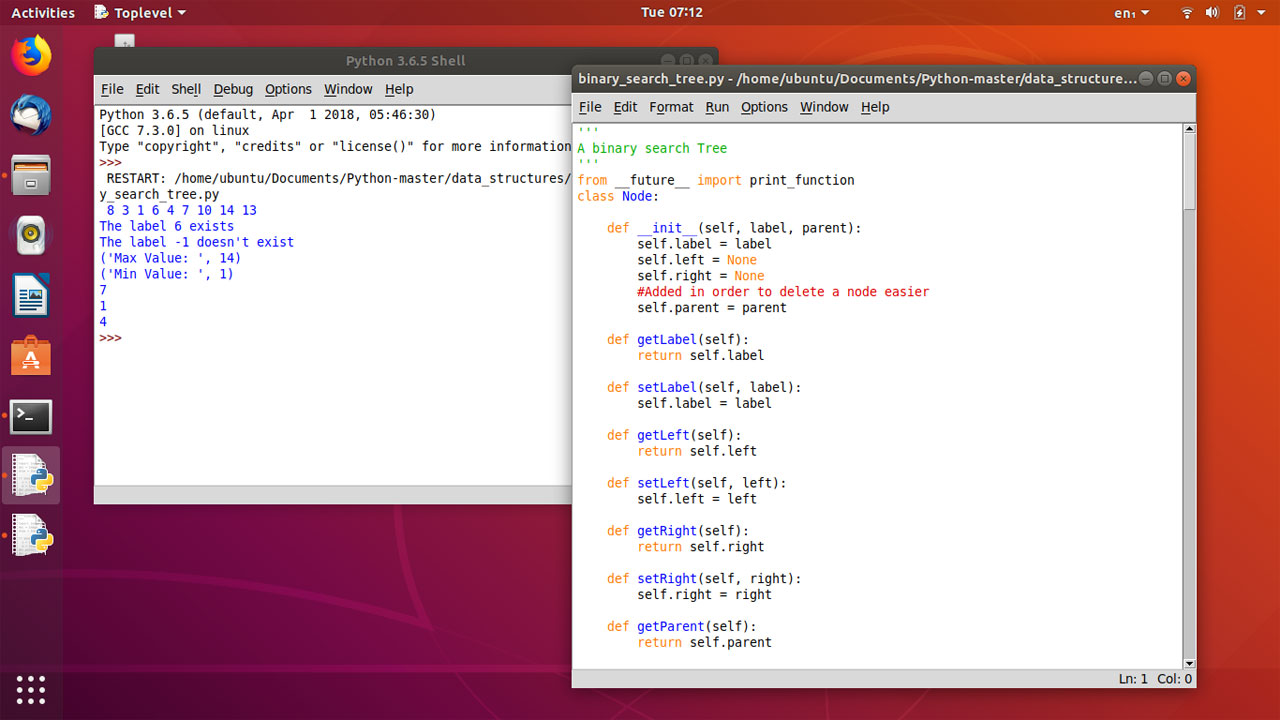 Activities
Toplevel
Tue 07:12
en₁
Python 3.6.5 Shell
File Edit Shell Debug Options Window Help
Python 3.6.5 (default, Apr  1 2018, 05:46:30)
[GCC 7.3.0] on linux
Type "copyright", "credits" or "license()" for more information
>>>
 RESTART: /home/ubuntu/Documents/Python-master/data_structures/
y_search_tree.py
 8 3 1 6 4 7 10 14 13
The label 6 exists
The label -1 doesn't exist
('Max Value: ', 14)
('Min Value: ', 1)
7
1
4
>>>
binary_search_tree.py - /home/ubuntu/Documents/Python-master/data_structure...
File Edit Format Run Options Window Help
'''
A binary search Tree
'''
from __future__ import print_function
class Node:
    def __init__(self, label, parent):
        self.label = label
        self.left = None
        self.right = None
        #Added in order to delete a node easier
        self.parent = parent
    def getLabel(self):
        return self.label
    def setLabel(self, label):
        self.label = label
    def getLeft(self):
        return self.left
    def setLeft(self, left):
        self.left = left
    def getRight(self):
        return self.right
    def setRight(self, right):
        self.right = right
    def getParent(self):
        return self.parent
Ln: 1 Col: 0